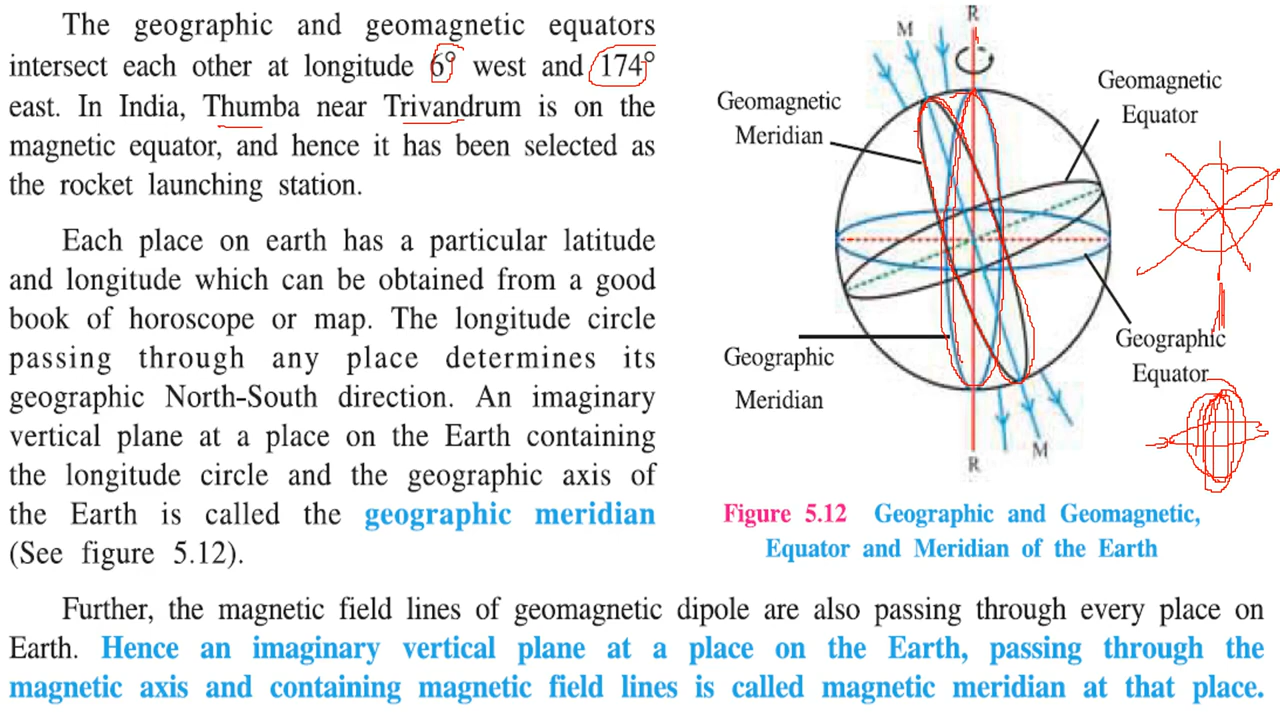 The geographic and geomagnetic equators
intersect each other at longitude 6° west and 174°
east. In India, Thumba near Trivandrum is on the
magnetic equator, and hence it has been selected as
the rocket launching station.
Each place on earth has a particular latitude
and longitude which can be obtained from a good
book of horoscope or map. The longitude circle
passing through any place determines its
geographic North-South direction. An imaginary
vertical plane at a place on the Earth containing
the longitude circle and the geographic axis of
the Earth is called the geographic meridian
(See figure 5.12).
R
M
Geomagnetic
Equator
Geomagnetic
Meridian
Geographic
Equator
Geographic
Meridian
M
R
Figure 5.12 Geographic and Geomagnetic,
Equator and Meridian of the Earth
Further, the magnetic field lines of geomagnetic dipole are also passing through every place on
Earth. Hence an imaginary vertical plane at a place on the Earth, passing through the
magnetic axis and containing magnetic field lines is called magnetic meridian at that place.